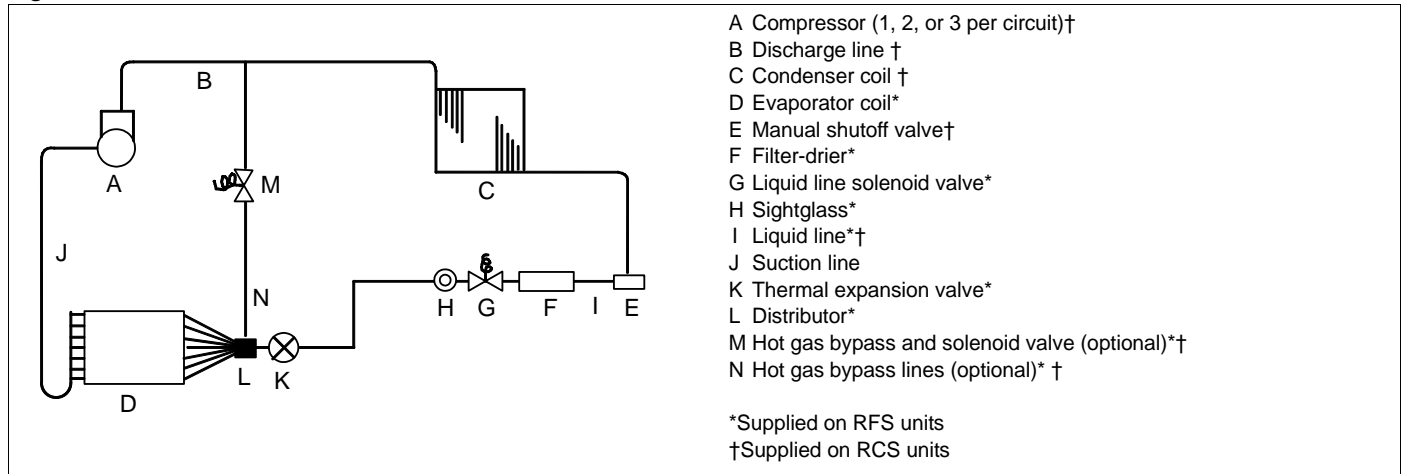 B
A
M
C
J
N
H
G
F
I
E
L
K
D
A Compressor (1, 2, or 3 per circuit)†
B Discharge line †
C Condenser coil †
D Evaporator coil*
E Manual shutoff valve†
F Filter-drier*
G Liquid line solenoid valve*
H Sightglass*
I Liquid line*†
J Suction line
K Thermal expansion valve*
L Distributor*
M Hot gas bypass and solenoid valve (optional)*†
N Hot gas bypass lines (optional)* †
*Supplied on RFS units
†Supplied on RCS units